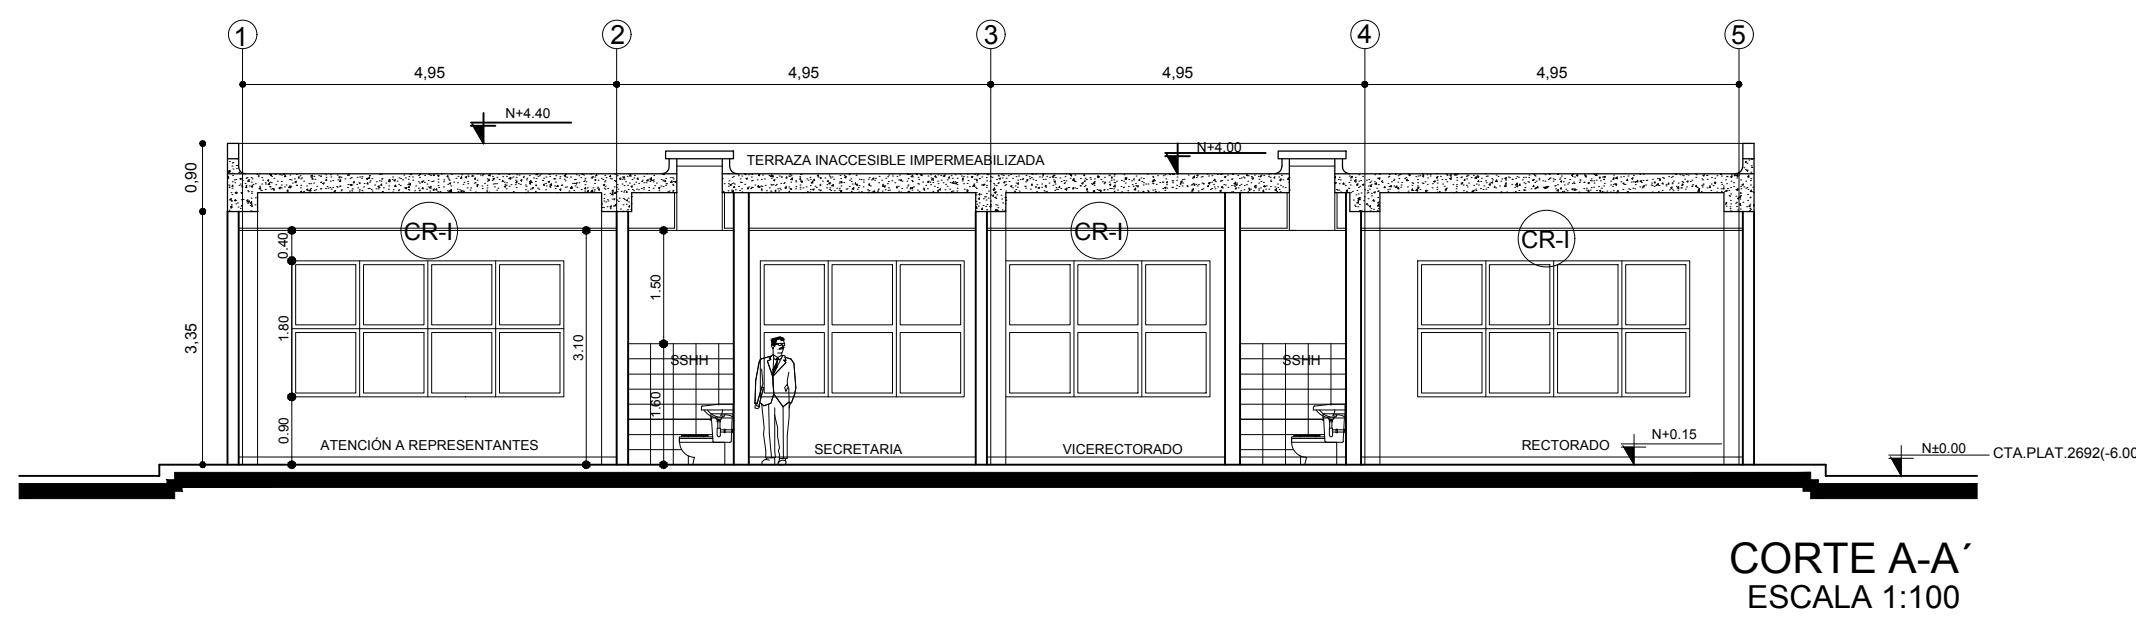 1 2 3 4 5
4,95 4,95 4,95 4,95
N+4.40
TERRAZA INACCESIBLE IMPERMEABILIZADA
N+4.00
0,90
CR-I CR-I CR-I
0.40
1.50
1.80
3,35
3.10
SSHH SSHH
1.60
0.90
ATENCIÓN A REPRESENTANTES
SECRETARIA
VICERECTORADO
RECTORADO
N+0.15
N±0.00
CTA.PLAT.2692(-6.00
CORTE A-A´
ESCALA 1:100